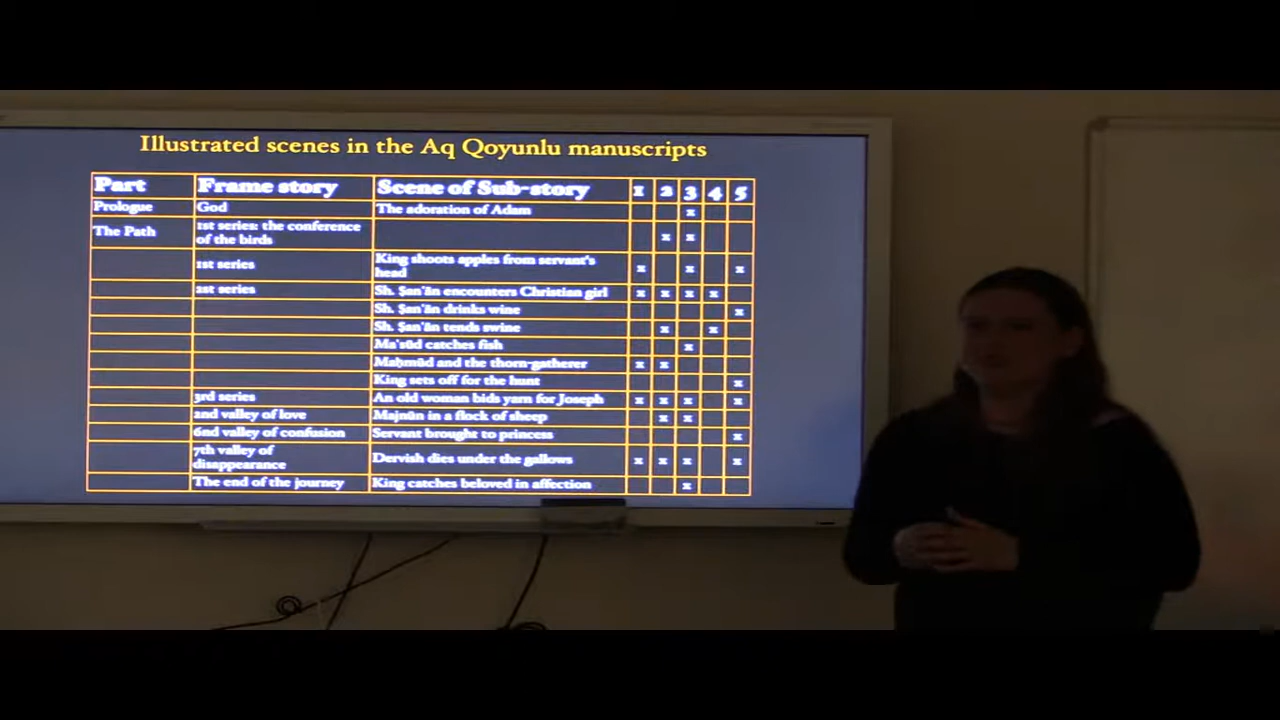 Illustrated scenes in the Aq Qoyunlu manuscripts
Part Frame story Scene of Sub-story 1 2 3 4 5
Prologue God The adoration of Adam x
The Path 1st series: the conference of the birds x x
1st series King shoots apples from servant's head x x x
2st series Sh. Ṣan'ān encounters Christian girl x x x x
Sh. Ṣan'ān drinks wine x
Sh. Ṣan'ān tends swine x x
Ma'sūd catches fish x
Maḥmūd and the thorn-gatherer x x
King sets off for the hunt x
3rd series An old woman bids yarn for Joseph x x x x x
2nd valley of love Majnūn in a flock of sheep x x
6nd valley of confusion Servant brought to princess x
7th valley of disappearance Dervish dies under the gallows x x x x
The end of the journey King catches beloved in affection x